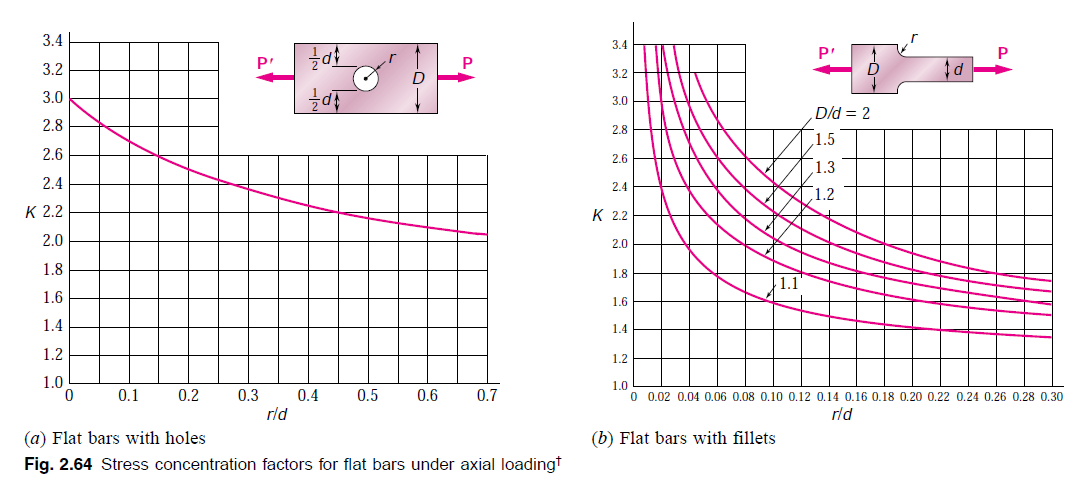 3.4
3.2
3.0
2.8
2.6
2.4
K 2.2
2.0
1.8
1.6
1.4
1.2
1.0
0 0.1 0.2 0.3 0.4 0.5 0.6 0.7
r/d
P′ 1/2 d r D P
1/2 d
(a) Flat bars with holes
3.4
3.2
3.0
2.8
2.6
2.4
K 2.2
2.0
1.8
1.6
1.4
1.2
1.0
0 0.02 0.04 0.06 0.08 0.10 0.12 0.14 0.16 0.18 0.20 0.22 0.24 0.26 0.28 0.30
r/d
P′ D r d P
D/d = 2
1.5
1.3
1.2
1.1
(b) Flat bars with fillets
Fig. 2.64 Stress concentration factors for flat bars under axial loading†